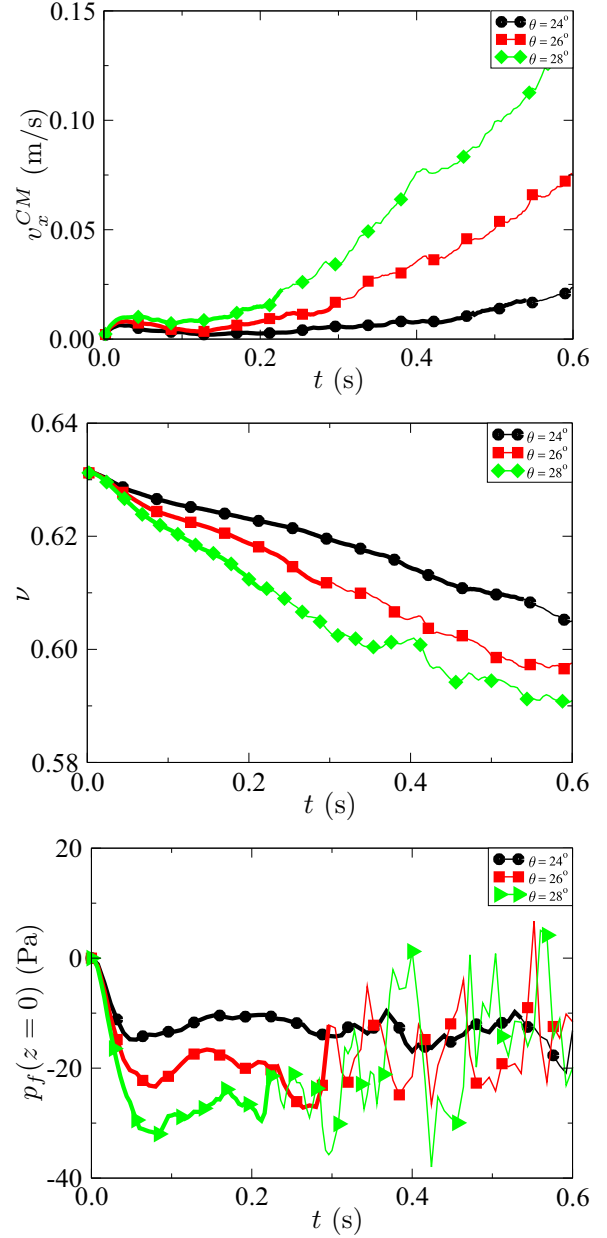 0.15
0.10
0.05
0.00
v_x^{CM} (m/s)
θ = 24°
θ = 26°
θ = 28°
0.0 0.2 0.4 0.6
t (s)
0.64
0.62
0.60
0.58
ν
θ = 24°
θ = 26°
θ = 28°
0.0 0.2 0.4 0.6
t (s)
20
0
-20
-40
p_f(z = 0) (Pa)
θ = 24°
θ = 26°
θ = 28°
0.0 0.2 0.4 0.6
t (s)